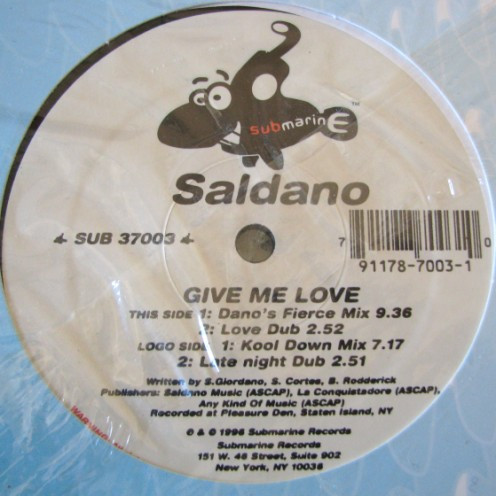 submarinE
TM
Saldano
SUB 37003
7 91178-7003-1 0
GIVE ME LOVE
THIS SIDE 1: Dano's Fierce Mix 9.36
2: Love Dub 2.52
LOGO SIDE 1: Kool Down Mix 7.17
2: Late night Dub 2.51
Written by S.Giordano, S. Cortes, B. Rodderick
Publishers: Saldano Music (ASCAP), La Conquistadore (ASCAP),
Any Kind Of Music (ASCAP)
Recorded at Pleasure Den, Staten Island, NY
℗ & © 1996 Submarine Records
Submarine Records
151 W. 46 Street, Suite 902
New York, NY 10036